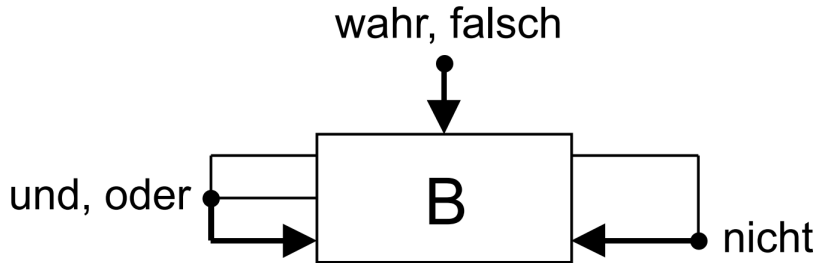 wahr, falsch
und, oder
B
nicht